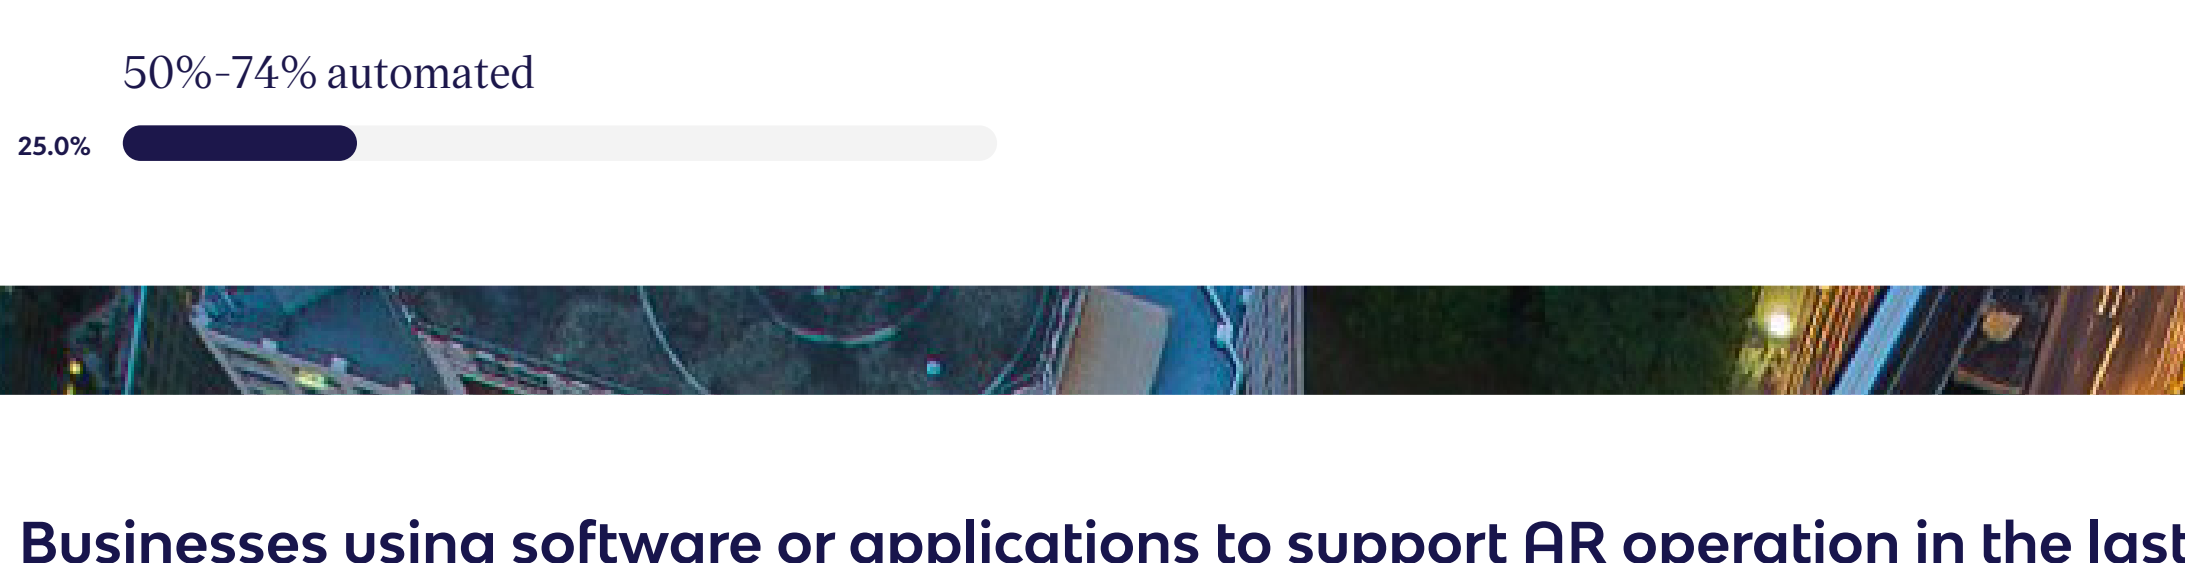 50%-74% automated
25.0%
Businesses using software or applications to support AR operation in the last